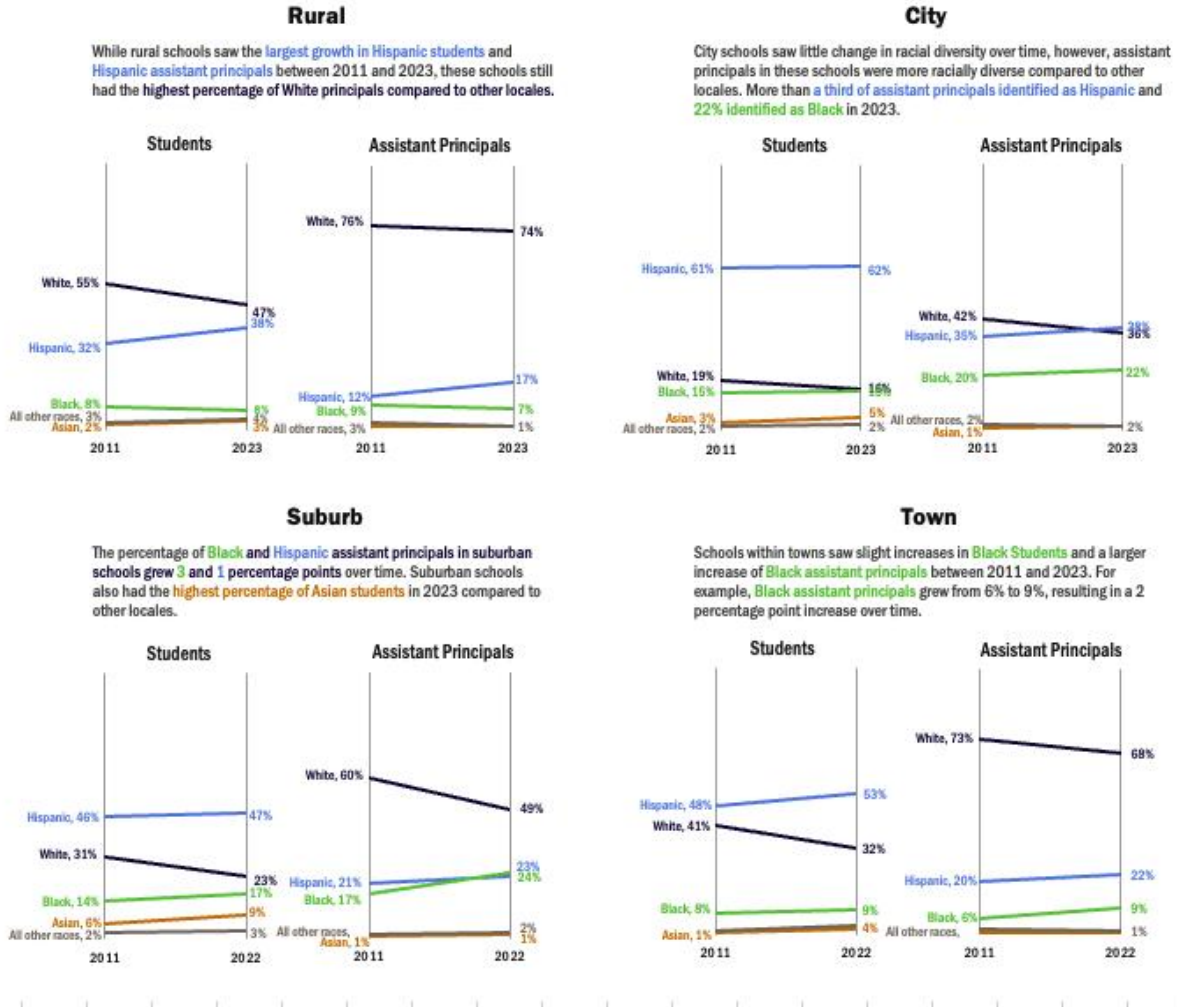 Rural
While rural schools saw the largest growth in Hispanic students and
Hispanic assistant principals between 2011 and 2023, these schools still
had the highest percentage of White principals compared to other locales.
Students
Assistant Principals
White, 55%
Hispanic, 32%
Black, 8%
All other races, 3%
Asian, 2%
47%
38%
8%
4%
3%
2011
2023
White, 76%
Hispanic, 12%
Black, 9%
All other races, 3%
74%
17%
7%
1%
2011
2023
City
City schools saw little change in racial diversity over time, however, assistant
principals in these schools were more racially diverse compared to other
locales. More than a third of assistant principals identified as Hispanic and
22% identified as Black in 2023.
Students
Assistant Principals
Hispanic, 61%
White, 19%
Black, 15%
Asian, 3%
All other races, 2%
62%
16%
5%
2%
2011
2023
White, 42%
Hispanic, 35%
Black, 20%
All other races, 2%
Asian, 1%
38%
36%
22%
2%
2011
2023
Suburb
The percentage of Black and Hispanic assistant principals in suburban
schools grew 3 and 1 percentage points over time. Suburban schools
also had the highest percentage of Asian students in 2023 compared to
other locales.
Students
Assistant Principals
Hispanic, 46%
White, 31%
Black, 14%
Asian, 6%
All other races, 2%
47%
23%
17%
9%
3%
2011
2022
White, 60%
Hispanic, 21%
Black, 17%
All other races,
Asian, 1%
49%
23%
24%
2%
1%
2011
2022
Town
Schools within towns saw slight increases in Black Students and a larger
increase of Black assistant principals between 2011 and 2023. For
example, Black assistant principals grew from 6% to 9%, resulting in a 2
percentage point increase over time.
Students
Assistant Principals
Hispanic, 48%
White, 41%
Black, 8%
Asian, 1%
53%
32%
9%
4%
2011
2022
White, 73%
Hispanic, 20%
Black, 6%
All other races,
68%
22%
9%
1%
2011
2022